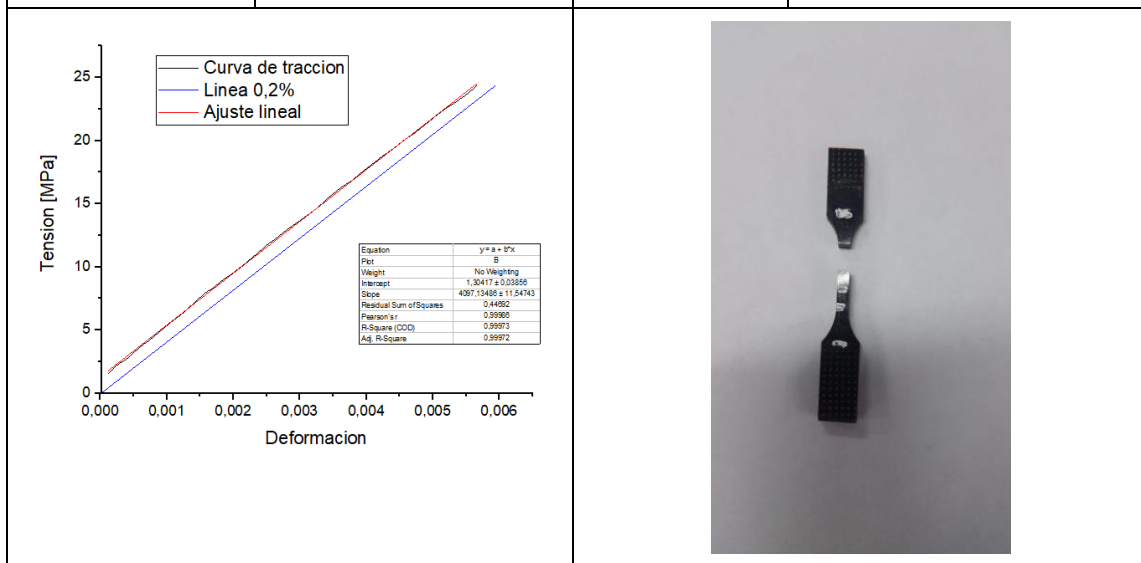 25
20
15
10
5
0
Tension [MPa]
Curva de traccion
Linea 0,2%
Ajuste lineal
Equation y = a + b*x
Plot B
Weight No Weighting
Intercept 1,30417 ± 0,03856
Slope 4097,13486 ± 11,54743
Residual Sum of Squares 0,44692
Pearson's r 0,99986
R-Square (COD) 0,99973
Adj. R-Square 0,99972
0,000 0,001 0,002 0,003 0,004 0,005 0,006
Deformacion